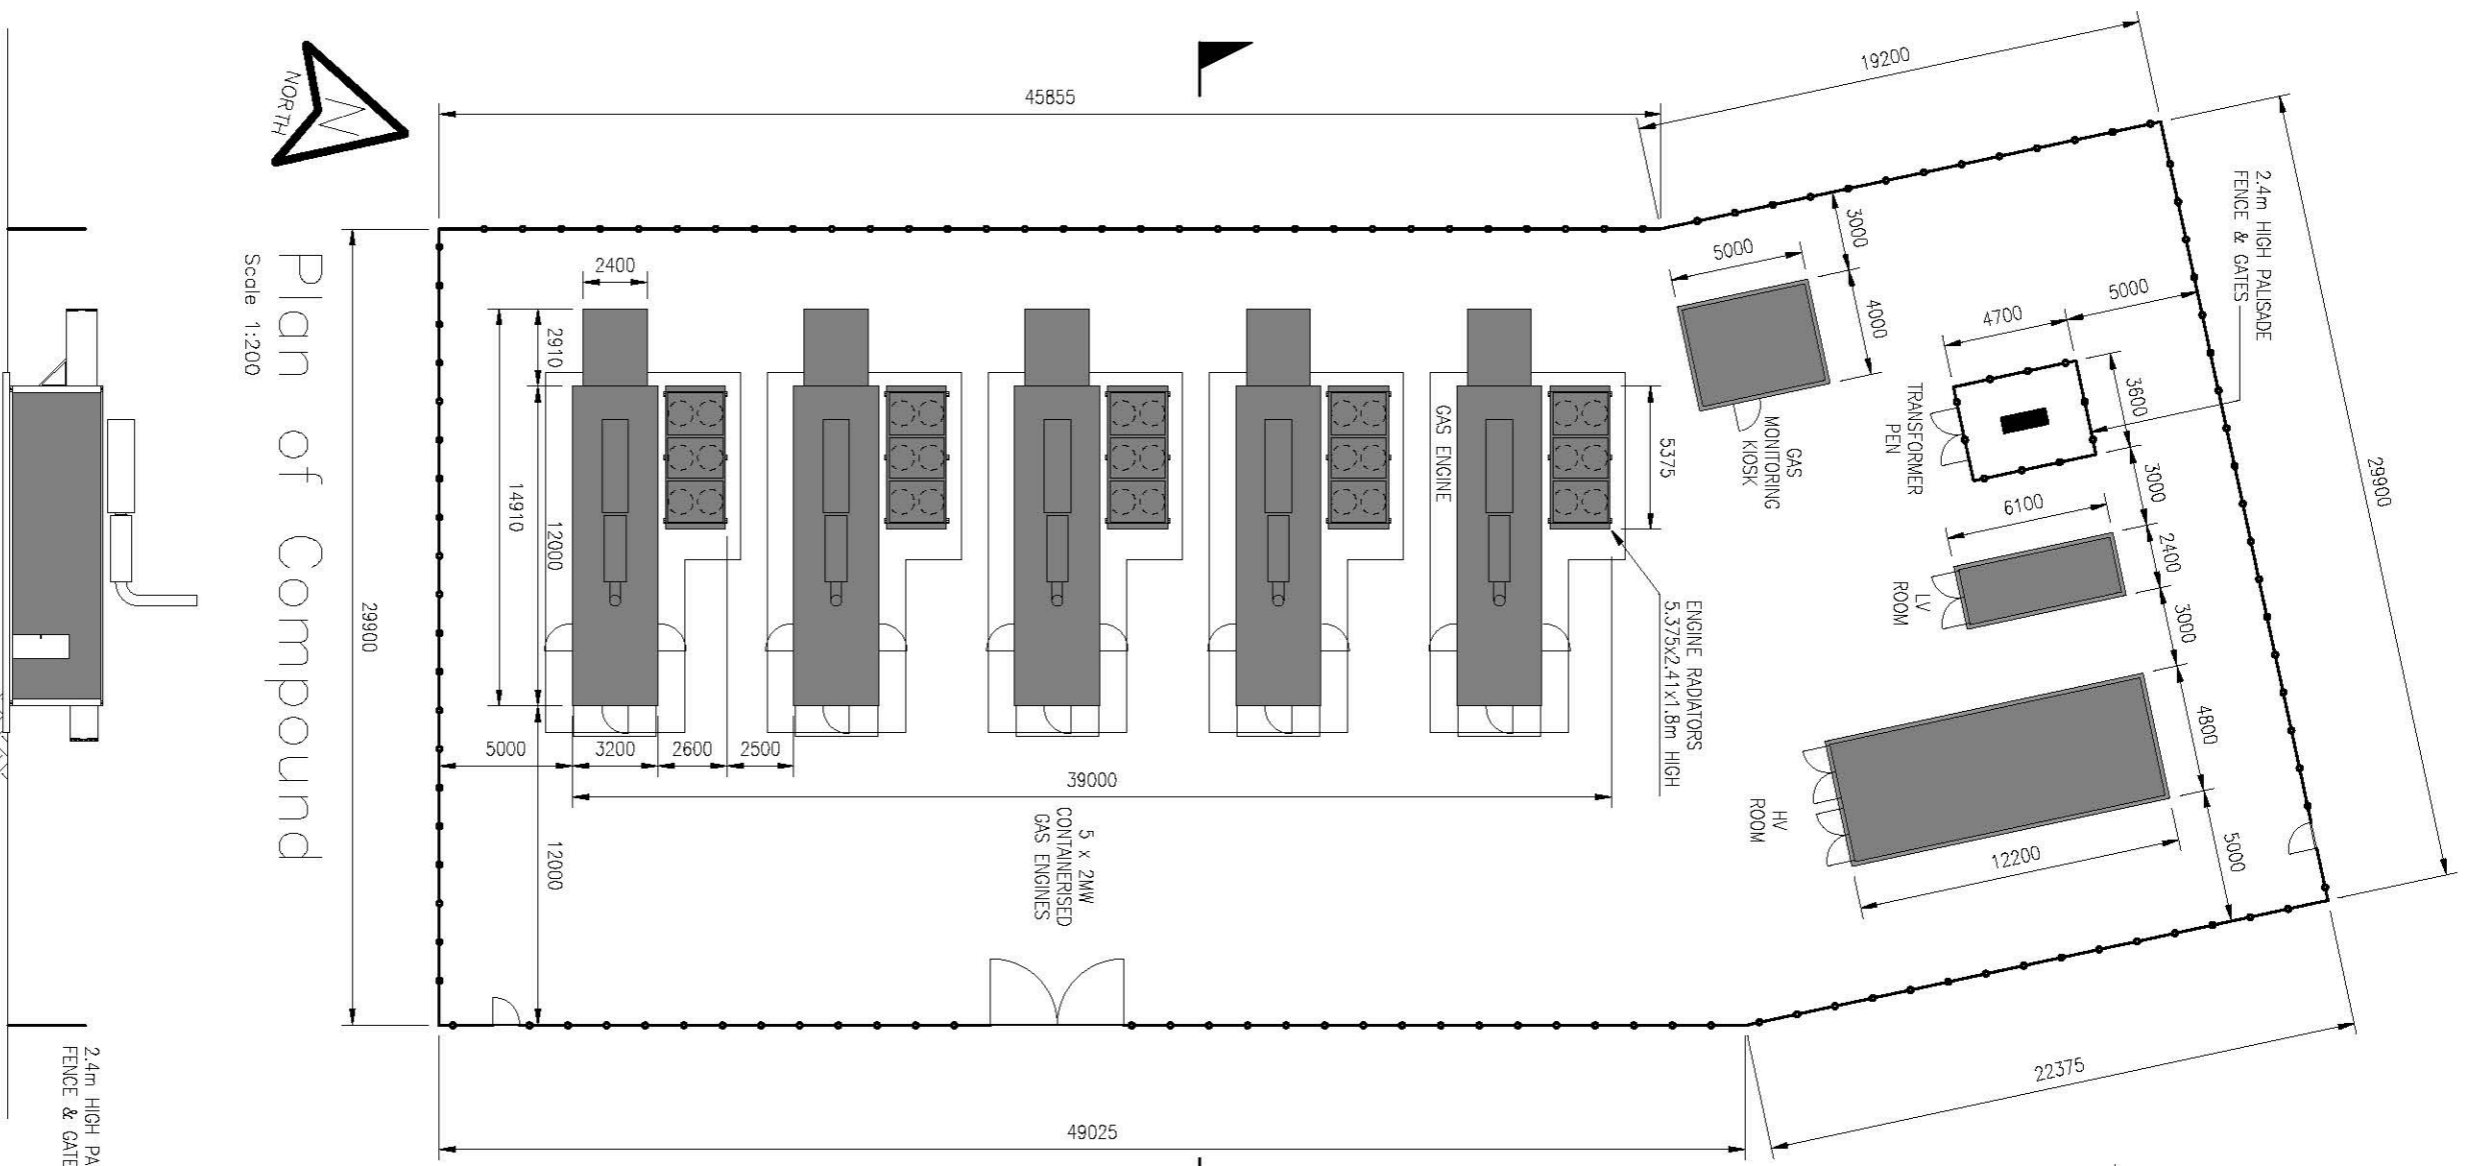 45855
19200
NORTH
N
Plan of Compound
Scale 1:200
2400
2910
14910
12000
12000
29900
5000
3200
2600
2500
39000
5 x 2MW
CONTAINERISED
GAS ENGINES
GAS ENGINE
5375
ENGINE RADIATORS
5.375x2.41x1.8m HIGH
3000
5000
4000
GAS
MONITORING
KIOSK
2.4m HIGH PALISADE
FENCE & GATES
5000
4700
3600
TRANSFORMER
PEN
3000
6100
2400
LV
ROOM
3000
4800
HV
ROOM
12200
5000
29900
22375
49025
2.4m HIGH PA
FENCE & GATE